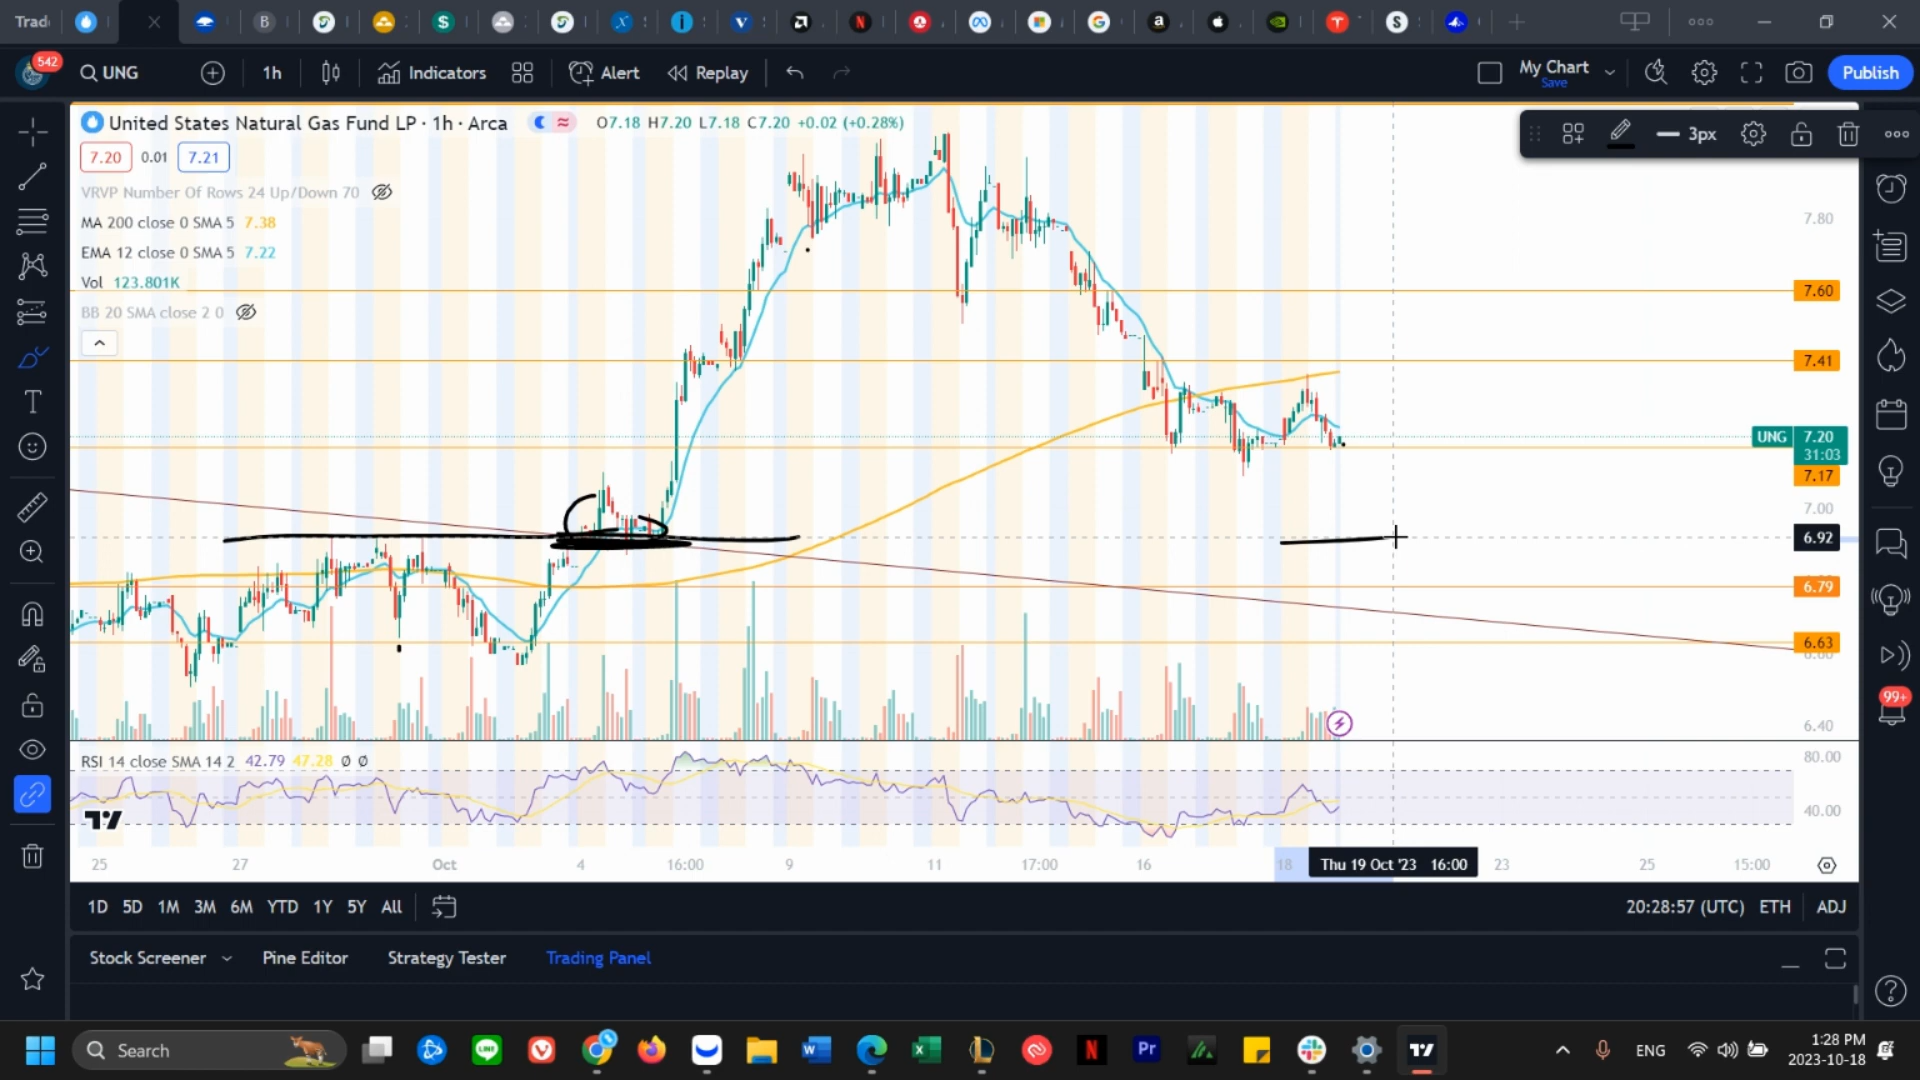 Trad
542
UNG
1h
Indicators
Alert
Replay
My Chart
Save
Publish
United States Natural Gas Fund LP · 1h · Arca
O7.18 H7.20 L7.18 C7.20 +0.02 (+0.28%)
3px
7.20 0.01 7.21
VRVP Number Of Rows 24 Up/Down 70
MA 200 close 0 SMA 5 7.38
EMA 12 close 0 SMA 5 7.22
Vol 123.801K
BB 20 SMA close 2 0
7.80
7.60
7.41
UNG 7.20
31:03
7.17
7.00
6.92
6.79
6.63
6.60
6.40
99+
RSI 14 close SMA 14 2 42.79 47.28 Ø Ø
80.00
40.00
25 27 Oct 4 16:00 9 11 17:00 16 18 Thu 19 Oct '23 16:00 23 25 15:00
1D 5D 1M 3M 6M YTD 1Y 5Y All
20:28:57 (UTC) ETH ADJ
Stock Screener Pine Editor Strategy Tester Trading Panel
Search
LINE
Pr
ENG
1:28 PM
2023-10-18